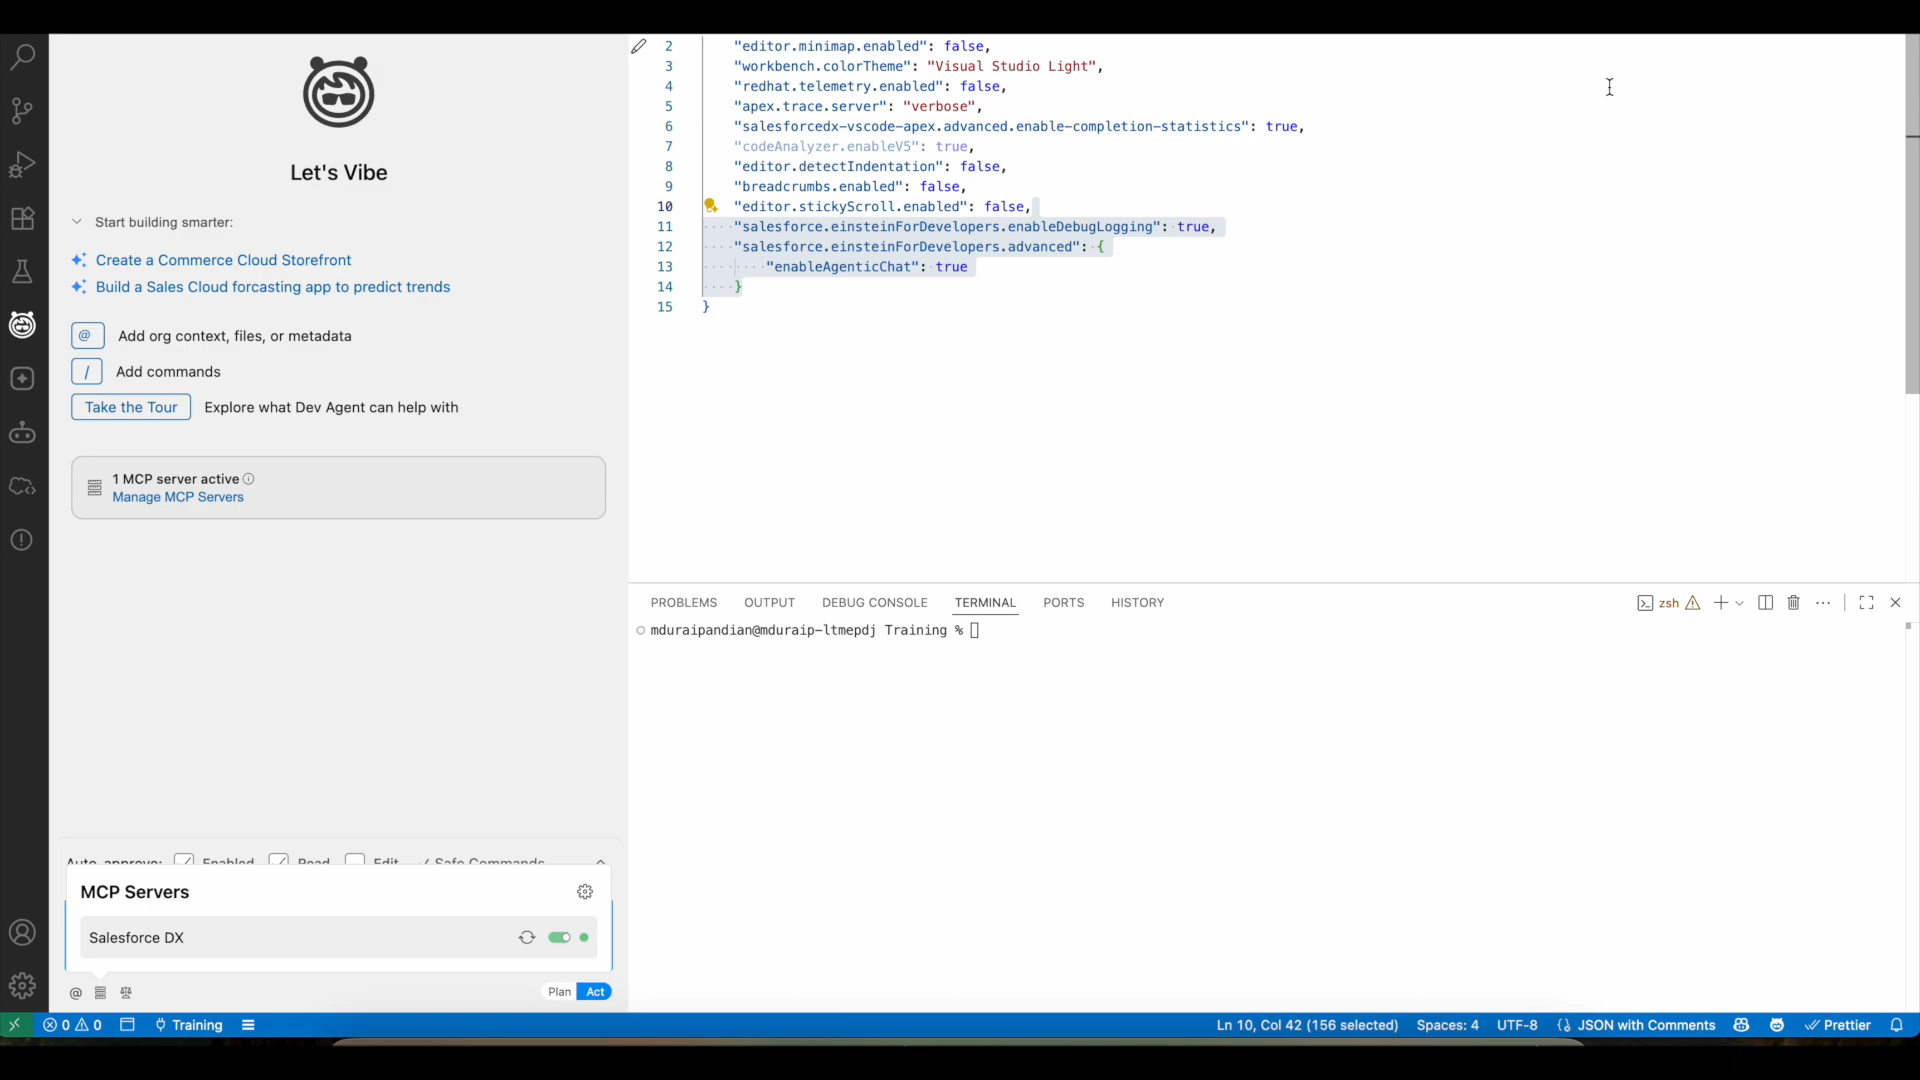 Let's Vibe
Start building smarter:
Create a Commerce Cloud Storefront
Build a Sales Cloud forcasting app to predict trends
@ Add org context, files, or metadata
/ Add commands
Take the Tour Explore what Dev Agent can help with
1 MCP server active
Manage MCP Servers
Auto-approve: Enabled Read Edit ✓ Safe Commands
MCP Servers
Salesforce DX
@
Plan Act
2 "editor.minimap.enabled": false,
3 "workbench.colorTheme": "Visual Studio Light",
4 "redhat.telemetry.enabled": false,
5 "apex.trace.server": "verbose",
6 "salesforcedx-vscode-apex.advanced.enable-completion-statistics": true,
7 "codeAnalyzer.enableV5": true,
8 "editor.detectIndentation": false,
9 "breadcrumbs.enabled": false,
10 "editor.stickyScroll.enabled": false,
11 "salesforce.einsteinForDevelopers.enableDebugLogging": true,
12 "salesforce.einsteinForDevelopers.advanced": {
13 "enableAgenticChat": true
14 }
15 }
PROBLEMS OUTPUT DEBUG CONSOLE TERMINAL PORTS HISTORY
zsh
mduraipandian@mduraip-ltmepdj Training %
0 0 Training
Ln 10, Col 42 (156 selected) Spaces: 4 UTF-8 {} JSON with Comments Prettier